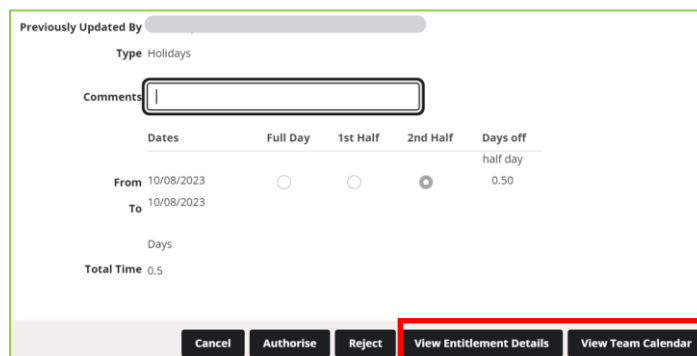 Previously Updated By
Type Holidays
Comments
Dates Full Day 1st Half 2nd Half Days off
half day
From 10/08/2023 0.50
To 10/08/2023
Days
Total Time 0.5
Cancel Authorise Reject View Entitlement Details View Team Calendar